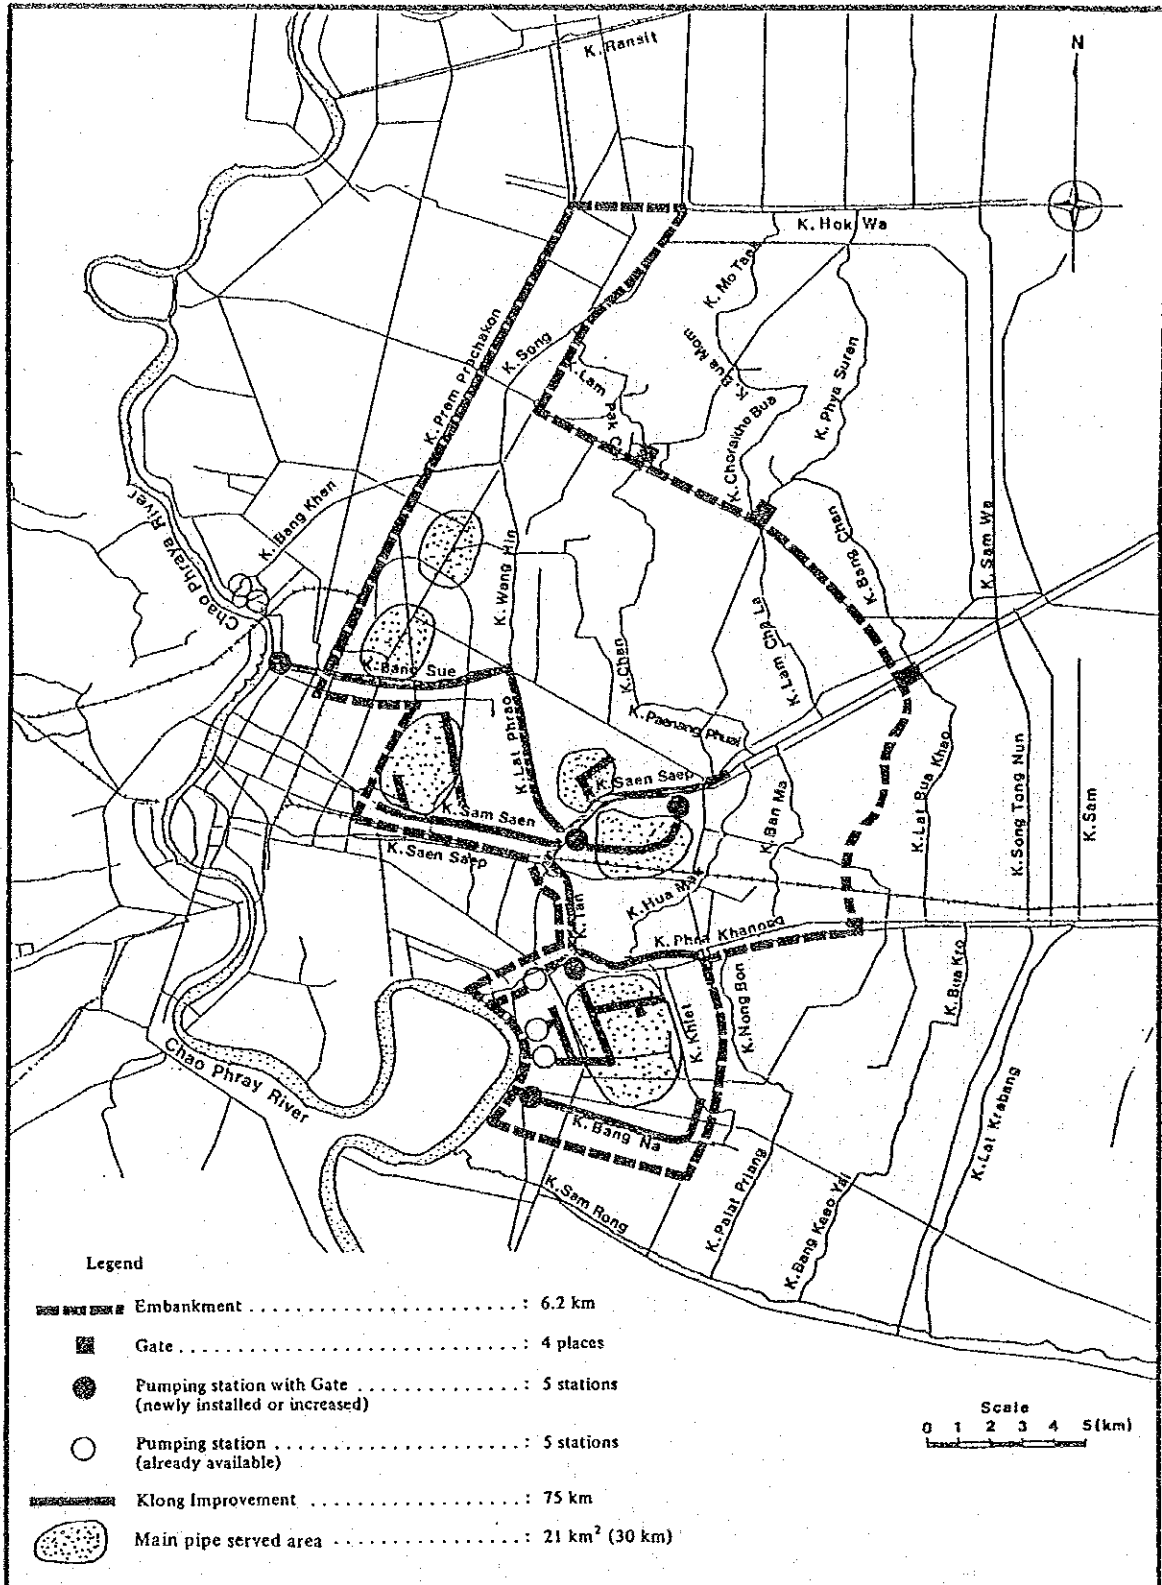 K. Ransit
N
K. Hok Wa
K. Mo Tan
K. Prem Prachakon
K. Song
K. Bua Mom
K. Phya Suren
K. Lam Pak C
K. Chorakhe Bua
K. Bang Khen
Chao Phraya River
K. Wang Hin
K. Bang Chan
K. Sam Wa
K. Lam Cha La
K. Chan
K. Bang Sue
K. Lat Phrao
K. Paenang Phuai
K. Saen Saep
K. Sam Saen
K. Saen Saep
K. Ban Ma
K. Lat Bua Khao
K. Song Tong Nun
K. Sam
K. Hua Mak
K. Tan
K. Phra Khanong
K. Khlet
K. Nong Bon
K. Bua Kro
Chao Phray River
K. Bang Na
K. Lat Krabang
K. Sam Rong
K. Palat Priang
K. Bang Kaeo Yai
Legend
Embankment : 6.2 km
Gate : 4 places
Pumping station with Gate : 5 stations
(newly installed or increased)
Pumping station : 5 stations
(already available)
Klong Improvement : 75 km
Main pipe served area : 21 km² (30 km)
Scale
0 1 2 3 4 5(km)